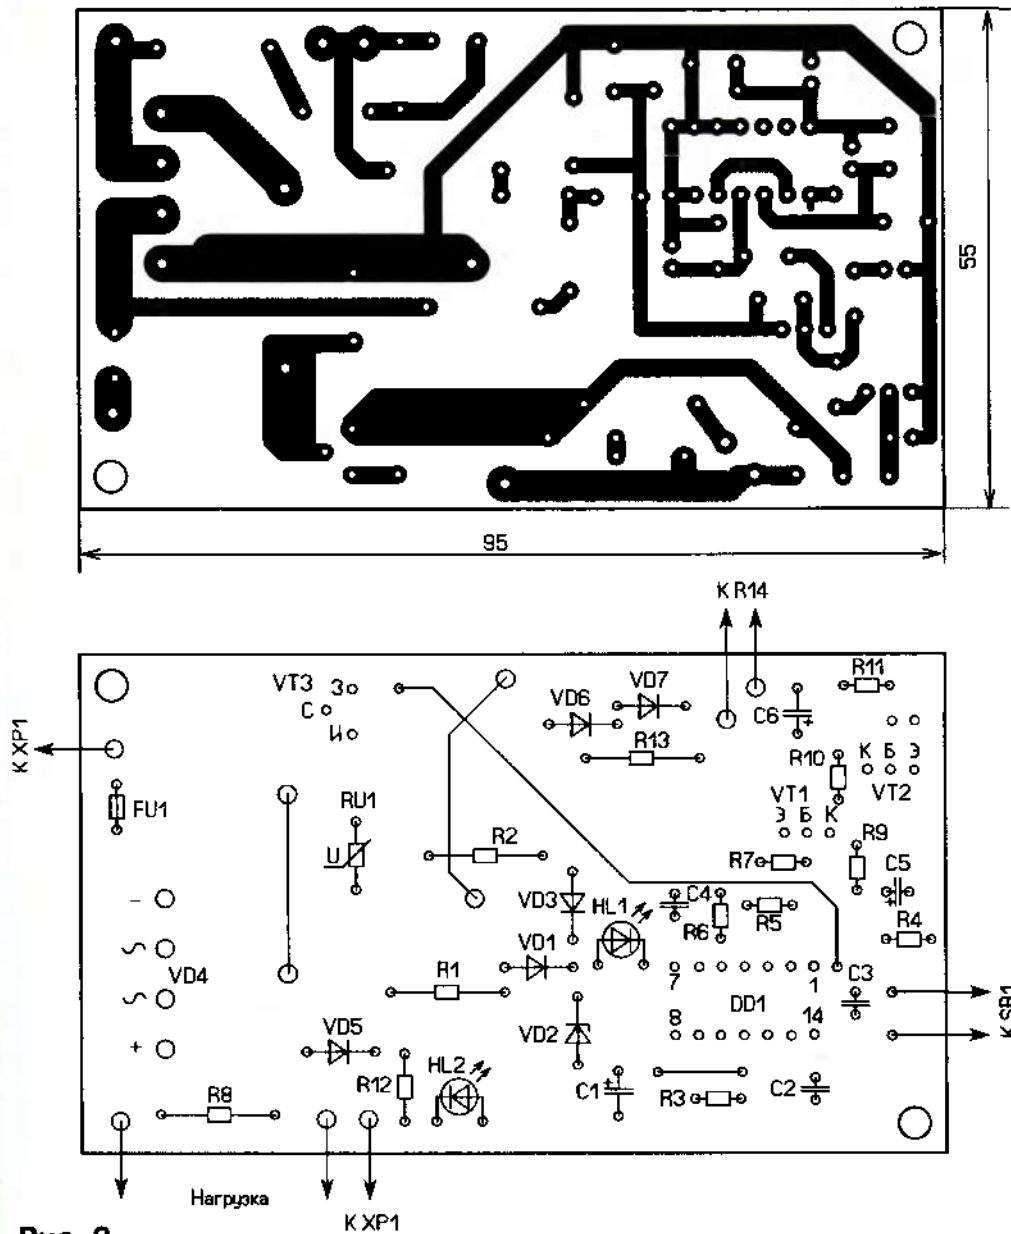 55
95
К R14
VT3
З
С
И
VD6
VD7
C6
+
R11
К XP1
R13
R10
К Б Э
VT2
FU1
RU1
U
VT1
Э Б К
R2
R7
R9
C5
+
–
VD3
HL1
C4
R6
R5
R4
~
VD4
~
VD1
R1
7
1
DD1
C3
К SB1
8
14
+
VD5
VD2
HL2
R12
C1
+
R3
C2
R8
Нагрузка
К XP1